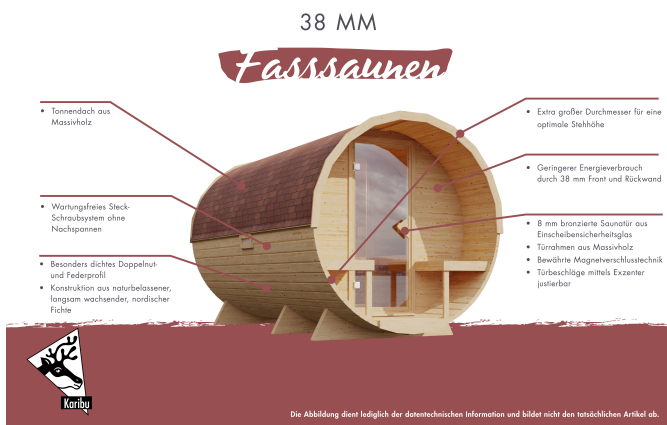 38 MM
Fasssaunen
Tannendach aus
Massivholz
Wartungsfreies Steck-
Schraubsystem ohne
Nachspannen
Besonders dichtes Doppelnut-
und Federprofil
Konstruktion aus naturbelassener,
langsam wachsender, nordischer
Fichte
Extra großer Durchmesser für eine
optimale Stehhöhe
Geringerer Energieverbrauch
durch 38 mm Front und Rückwand
8 mm bronzierte Saunatür aus
Einscheibensicherheitsglas
Türrahmen aus Massivholz
Bewährte Magnetverschlusstechnik
Türbeschläge mittels Exzenter
justierbar
Karibu
Die Abbildung dient lediglich der datentechnischen Information und bildet nicht den tatsächlichen Artikel ab.